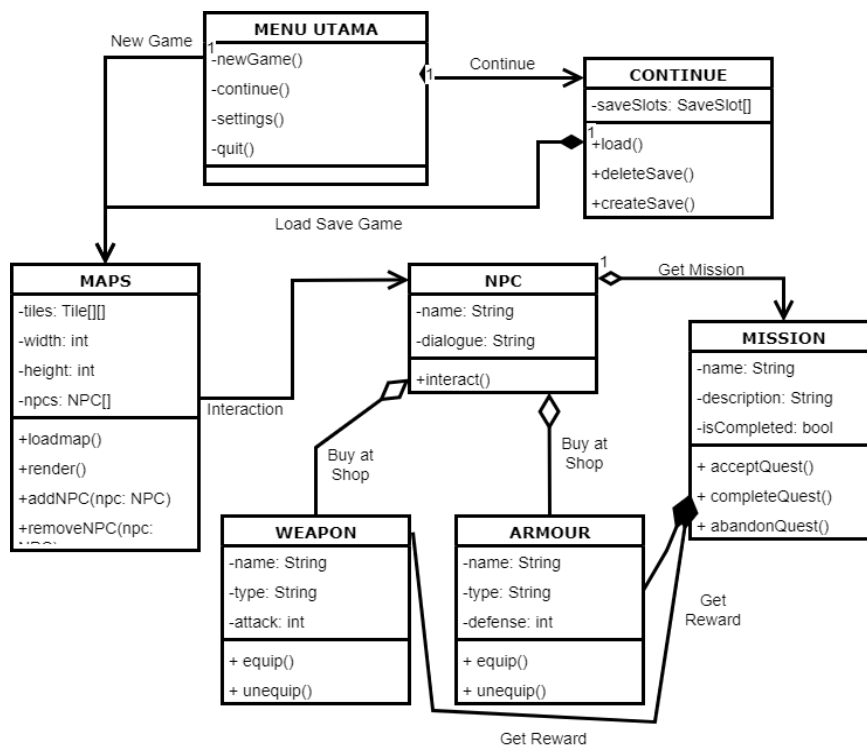 New Game
MENU UTAMA
1
-newGame()
-continue()
-settings()
-quit()
1
Continue
CONTINUE
-saveSlots: SaveSlot[]
1
+load()
+deleteSave()
+createSave()
Load Save Game
MAPS
-tiles: Tile[][]
-width: int
-height: int
-npcs: NPC[]
+loadmap()
+render()
+addNPC(npc: NPC)
+removeNPC(npc:
NPC)
Interaction
NPC
-name: String
-dialogue: String
+interact()
1
Get Mission
MISSION
-name: String
-description: String
-isCompleted: bool
+ acceptQuest()
+ completeQuest()
+ abandonQuest()
Buy at
Shop
Buy at
Shop
WEAPON
-name: String
-type: String
-attack: int
+ equip()
+ unequip()
ARMOUR
-name: String
-type: String
-defense: int
+ equip()
+ unequip()
Get
Reward
Get Reward